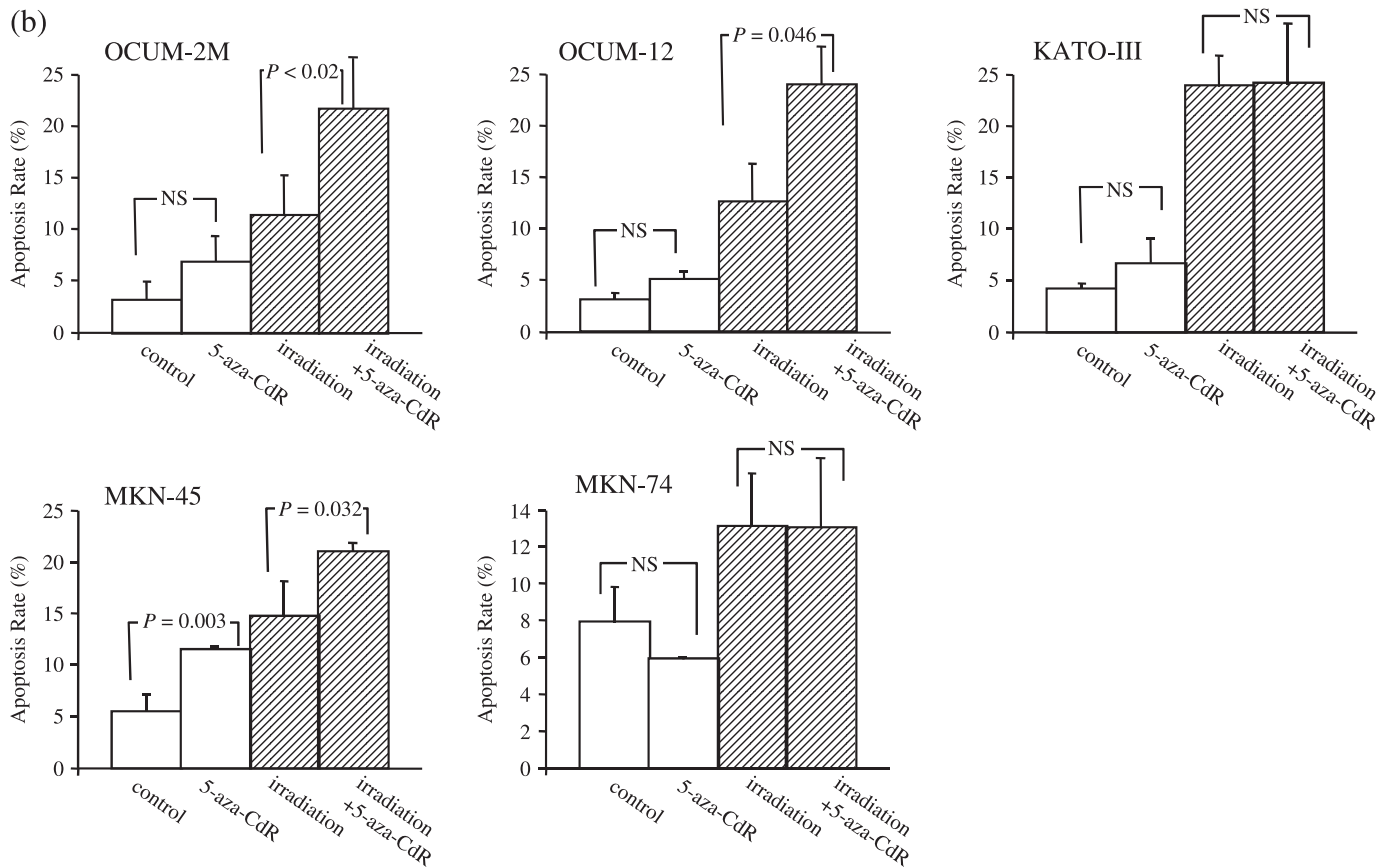 (b)
OCUM-2M
P < 0.02
NS
Apoptosis Rate (%)
25
20
15
10
5
0
control
5-aza-CdR
irradiation
irradiation
+5-aza-CdR
OCUM-12
P = 0.046
NS
Apoptosis Rate (%)
25
20
15
10
5
0
control
5-aza-CdR
irradiation
irradiation
+5-aza-CdR
KATO-III
NS
NS
Apoptosis Rate (%)
25
20
15
10
5
0
control
5-aza-CdR
irradiation
irradiation
+5-aza-CdR
MKN-45
P = 0.032
P = 0.003
Apoptosis Rate (%)
25
20
15
10
5
0
control
5-aza-CdR
irradiation
irradiation
+5-aza-CdR
MKN-74
NS
NS
Apoptosis Rate (%)
14
12
10
8
6
4
2
0
control
5-aza-CdR
irradiation
irradiation
+5-aza-CdR